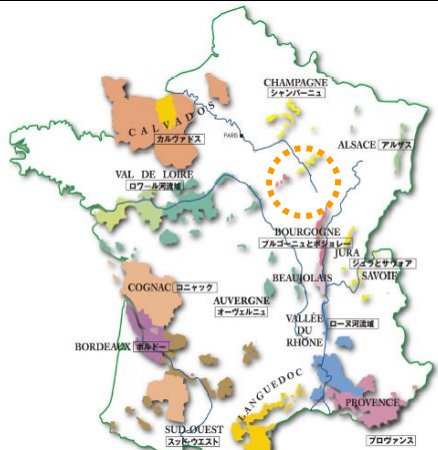 CHAMPAGNE
シャンパーニュ
CALVADOS
カルヴァドス
PARIS
ALSACE アルザス
VAL DE LOIRE
ロワール河流域
BOURGOGNE
ブルゴーニュとボジョレー
JURA
ジュラとサヴォア
SAVOIE
BEAUJOLAIS
COGNAC コニャック
AUVERGNE
オーヴェルニュ
VALLÉE
DU
RHÔNE
ローヌ河流域
BORDEAUX ボルドー
LANGUEDOC
PROVENCE
プロヴァンス
SUD-OUEST
スッド・ウエスト